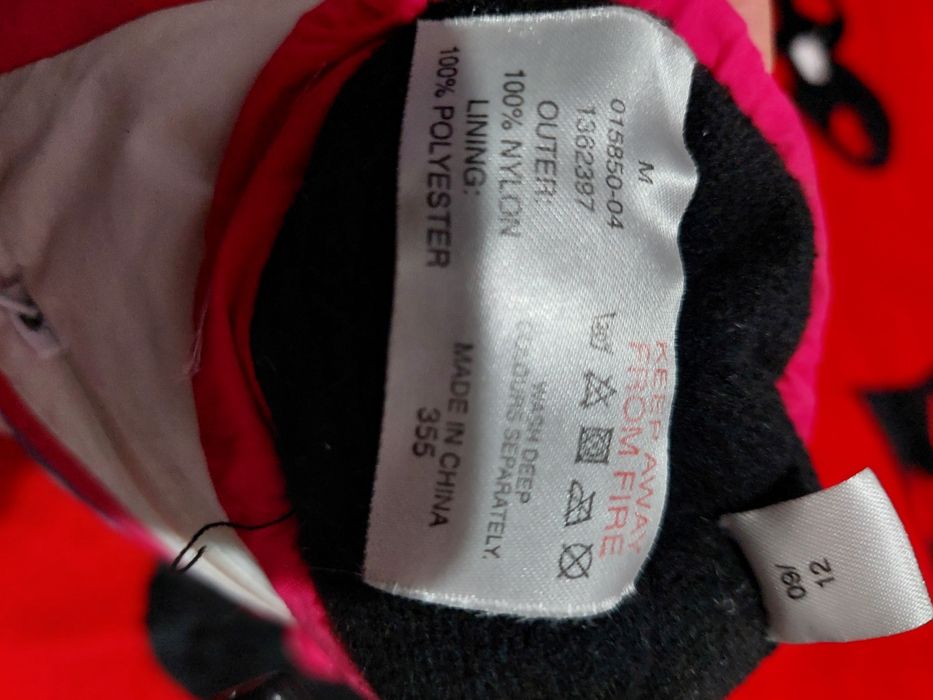 M
015850-04
1362397
OUTER:
100% NYLON
LINING:
100% POLYESTER
KEEP AWAY
FROM FIRE
WASH DEEP
COLOURS SEPARATELY.
MADE IN CHINA
355
12
09/